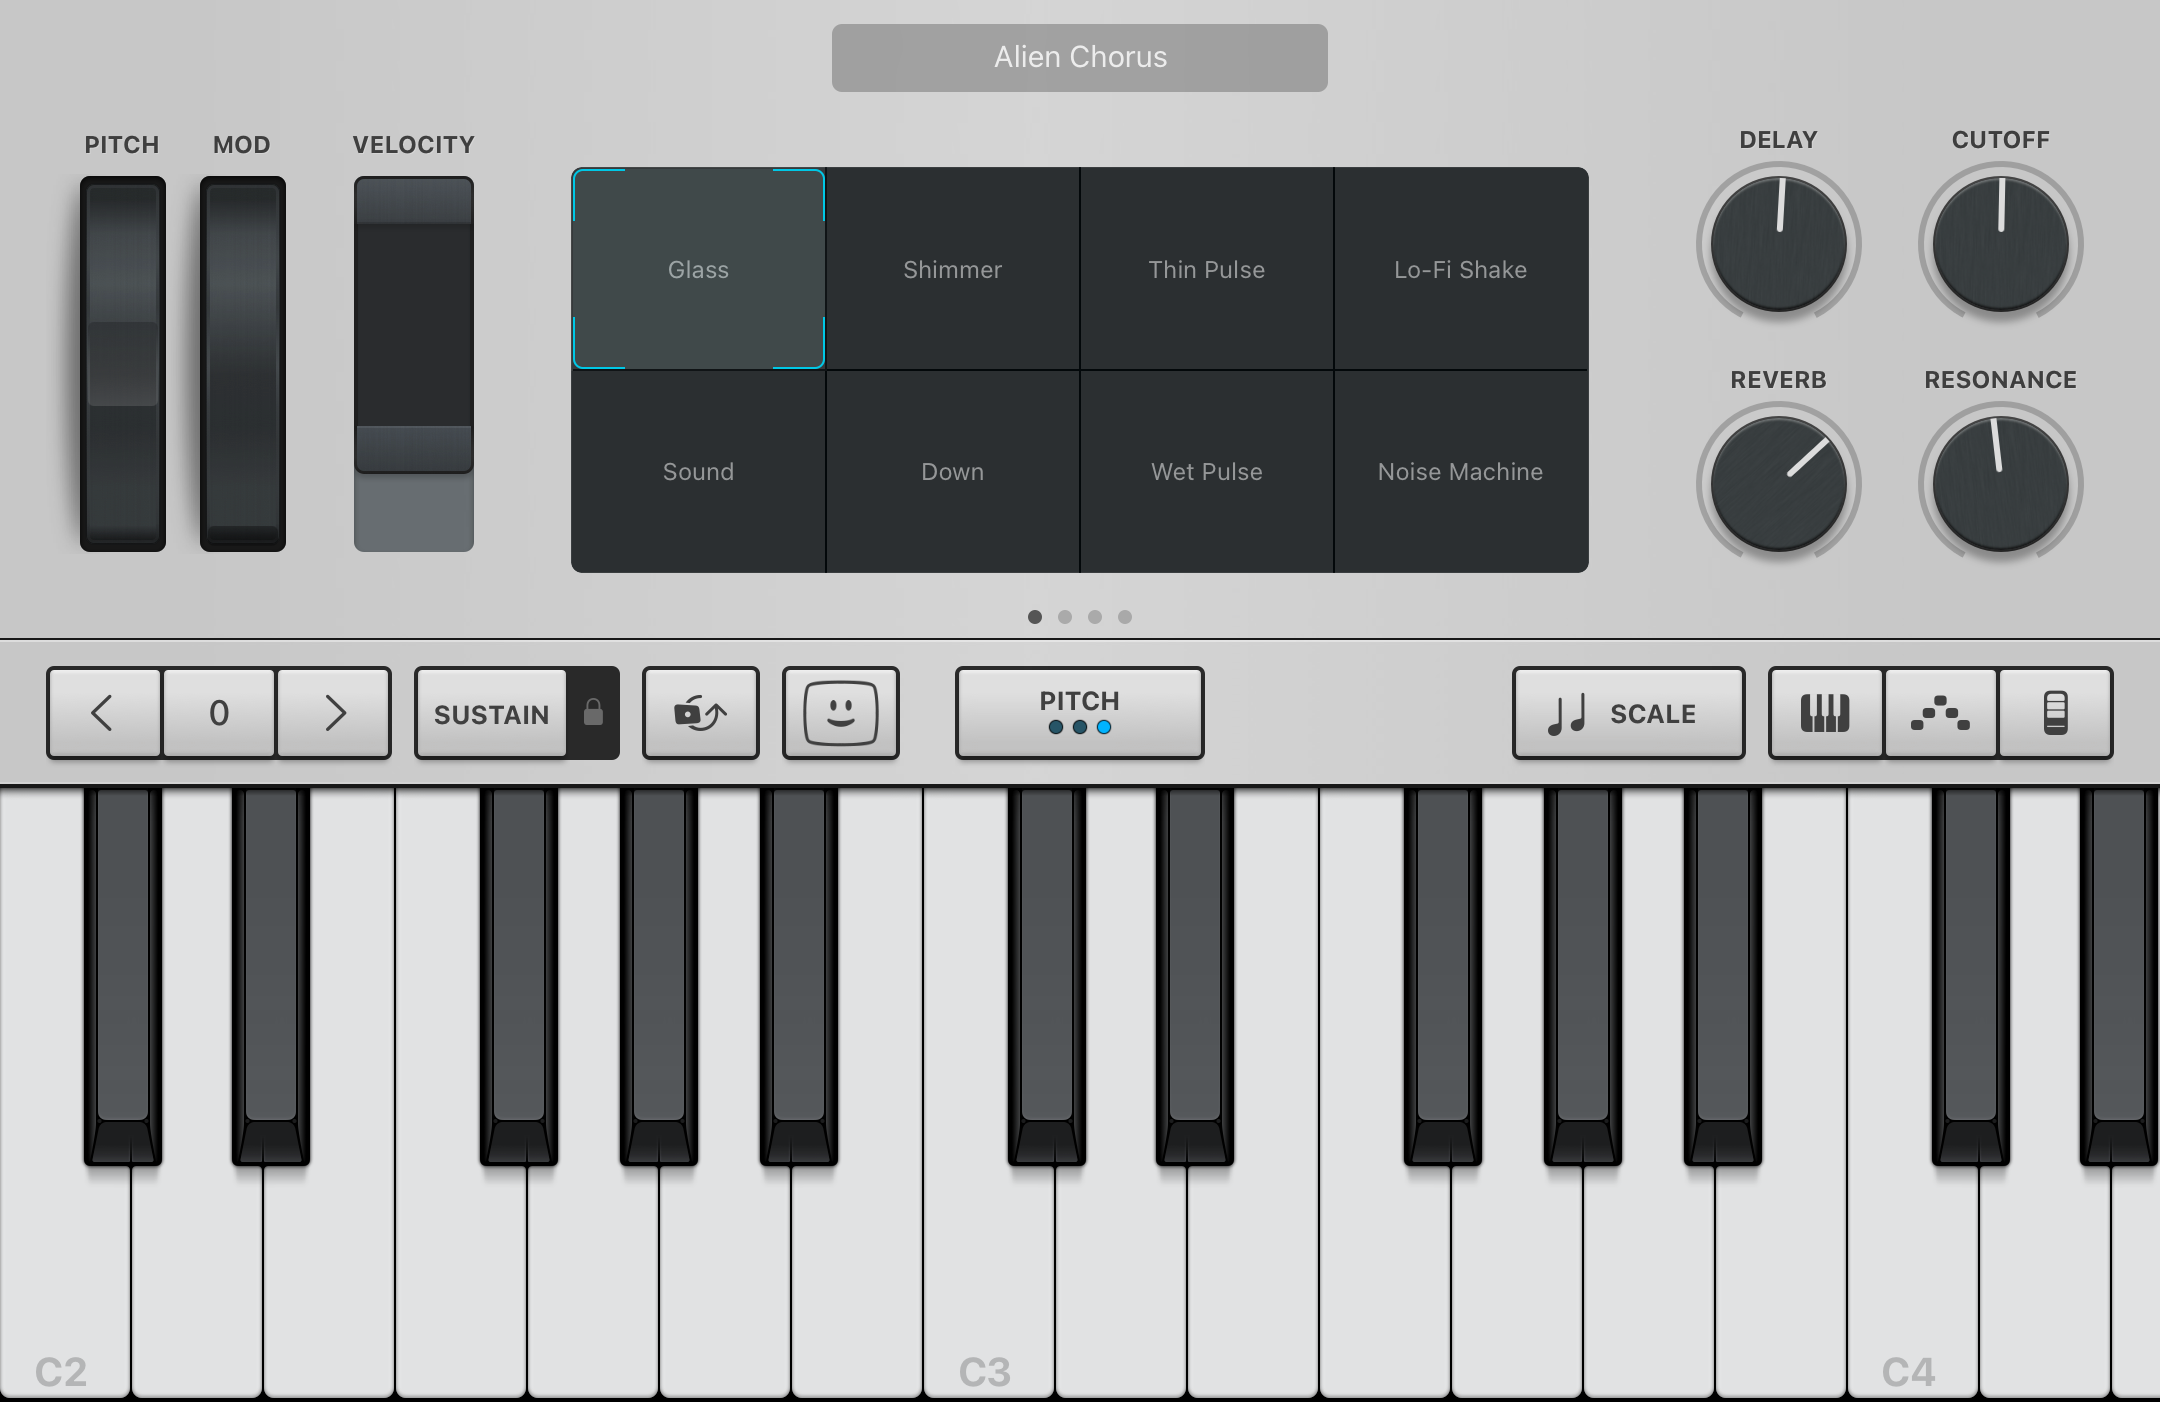 Alien Chorus
PITCH
MOD
VELOCITY
Glass
Shimmer
Thin Pulse
Lo-Fi Shake
Sound
Down
Wet Pulse
Noise Machine
DELAY
CUTOFF
REVERB
RESONANCE
0
SUSTAIN
PITCH
SCALE
C2
C3
C4